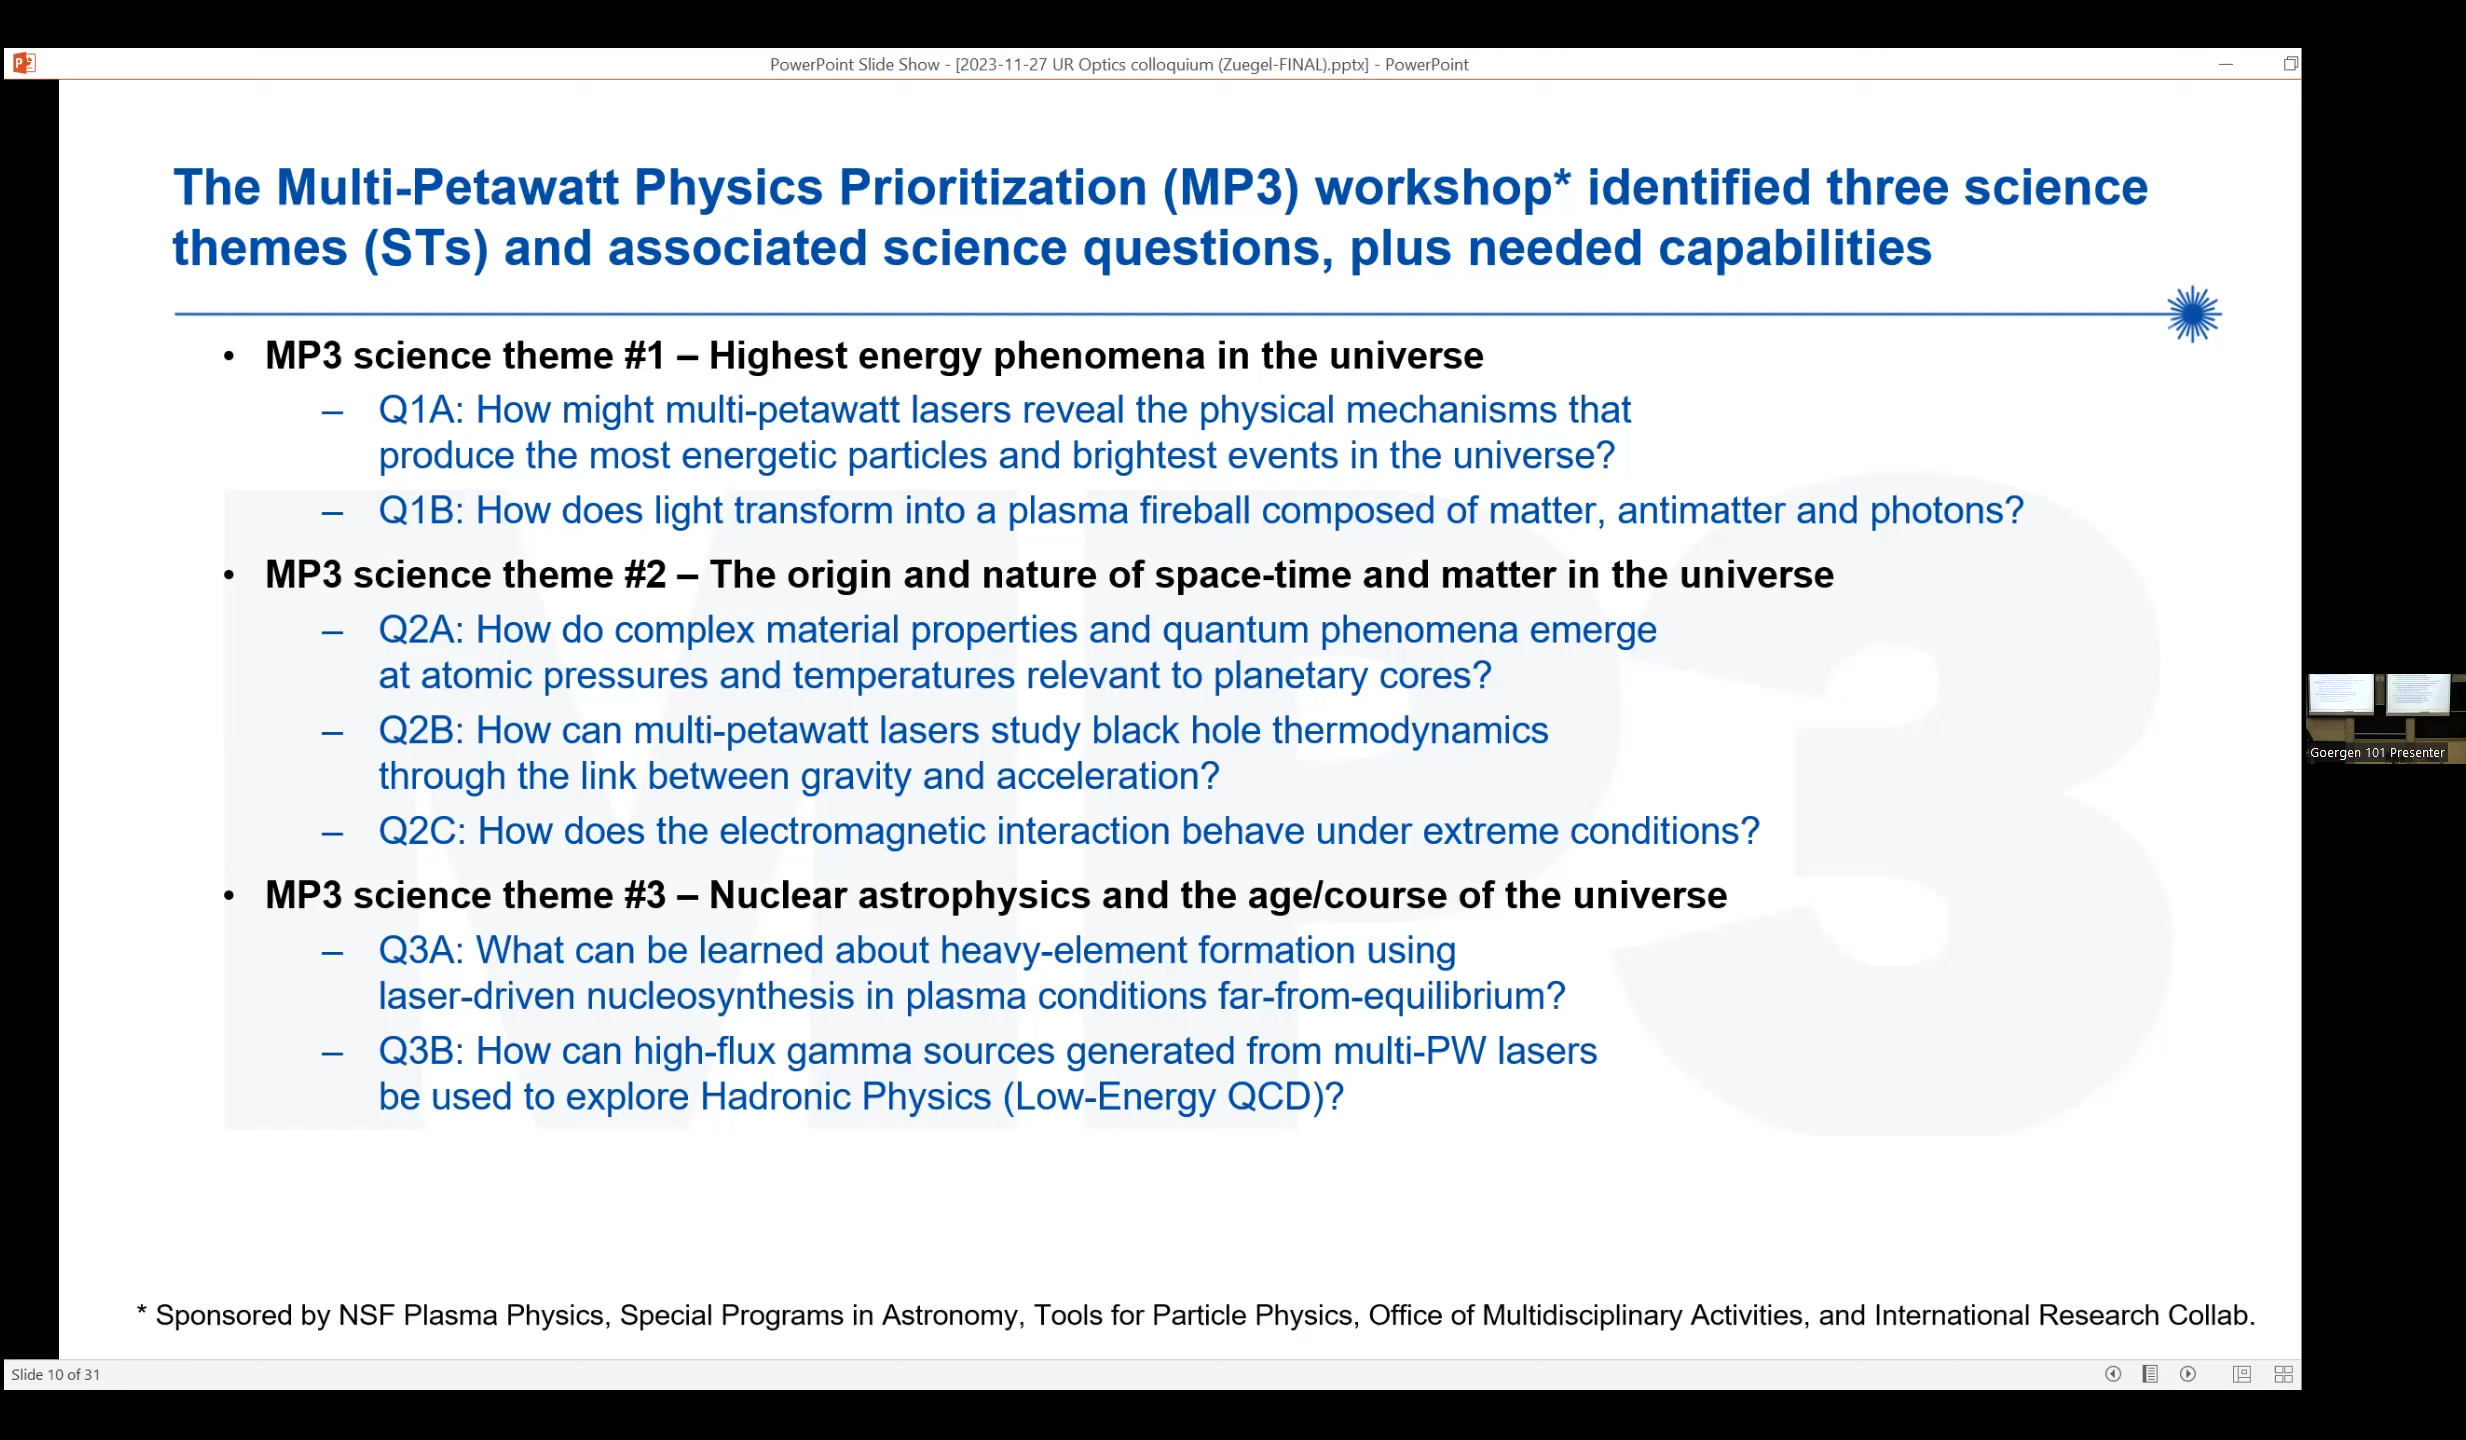 PowerPoint Slide Show - [2023-11-27 UR Optics colloquium (Zuegel-FINAL).pptx] - PowerPoint
The Multi-Petawatt Physics Prioritization (MP3) workshop* identified three science
themes (STs) and associated science questions, plus needed capabilities
• MP3 science theme #1 – Highest energy phenomena in the universe
– Q1A: How might multi-petawatt lasers reveal the physical mechanisms that
produce the most energetic particles and brightest events in the universe?
– Q1B: How does light transform into a plasma fireball composed of matter, antimatter and photons?
• MP3 science theme #2 – The origin and nature of space-time and matter in the universe
– Q2A: How do complex material properties and quantum phenomena emerge
at atomic pressures and temperatures relevant to planetary cores?
– Q2B: How can multi-petawatt lasers study black hole thermodynamics
through the link between gravity and acceleration?
– Q2C: How does the electromagnetic interaction behave under extreme conditions?
• MP3 science theme #3 – Nuclear astrophysics and the age/course of the universe
– Q3A: What can be learned about heavy-element formation using
laser-driven nucleosynthesis in plasma conditions far-from-equilibrium?
– Q3B: How can high-flux gamma sources generated from multi-PW lasers
be used to explore Hadronic Physics (Low-Energy QCD)?
MP3
* Sponsored by NSF Plasma Physics, Special Programs in Astronomy, Tools for Particle Physics, Office of Multidisciplinary Activities, and International Research Collab.
Slide 10 of 31
Goergen 101 Presenter